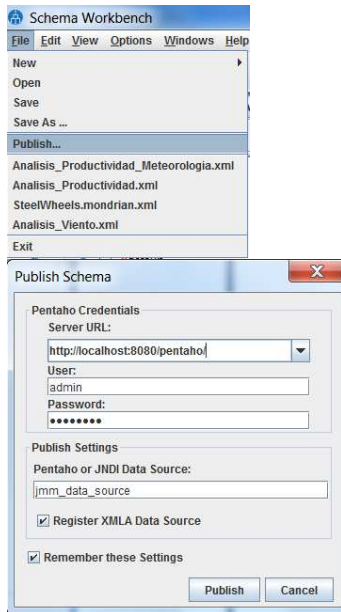 Schema Workbench
File Edit View Options Windows Help
New
Open
Save
Save As ...
Publish...
Analisis_Productividad_Meteorologia.xml
Analisis_Productividad.xml
SteelWheels.mondrian.xml
Analisis_Viento.xml
Exit
Publish Schema
Pentaho Credentials
Server URL:
http://localhost:8080/pentaho/
User:
admin
Password:
••••••••
Publish Settings
Pentaho or JNDI Data Source:
jmm_data_source
Register XMLA Data Source
Remember these Settings
Publish Cancel